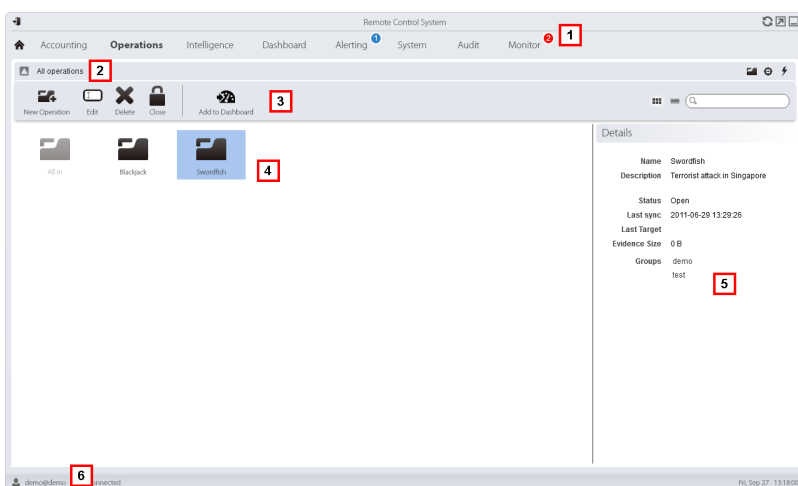 Remote Control System
Accounting Operations Intelligence Dashboard Alerting 1 System Audit Monitor 2 1
All operations 2
New Operation Edit Delete Close Add to Dashboard 3
All In Blackjack Swordfish 4
Details
Name Swordfish
Description Terrorist attack in Singapore
Status Open
Last sync 2011-06-29 13:29:26
Last Target
Evidence Size 0 B
Groups demo
test
5
demo@demo 6 nnected
Fri, Sep 27 13:18:00